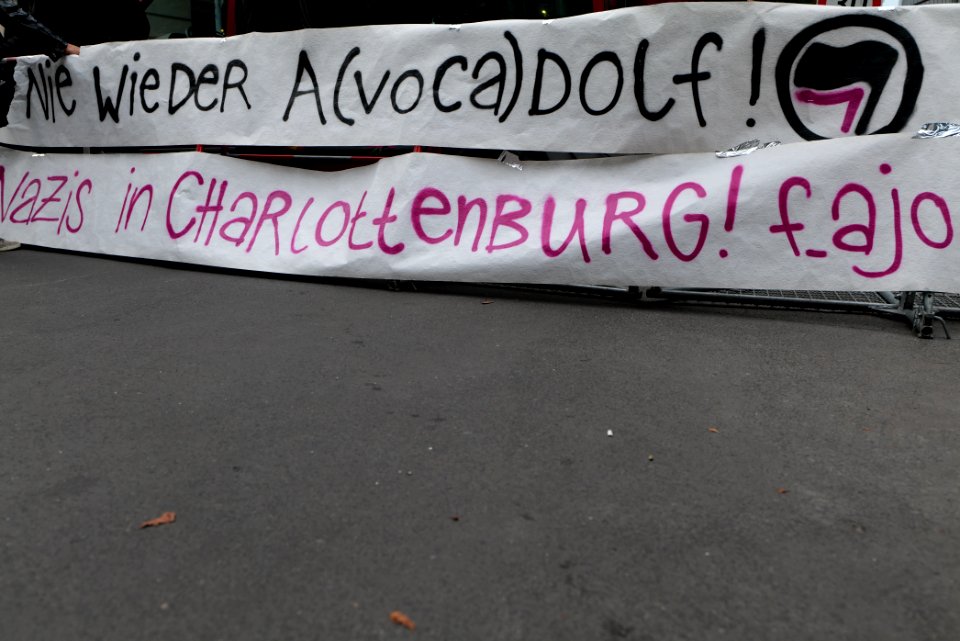 Nie wieder A(voca)dolf!
Nazis in CHARlottenBURG! f_ajo